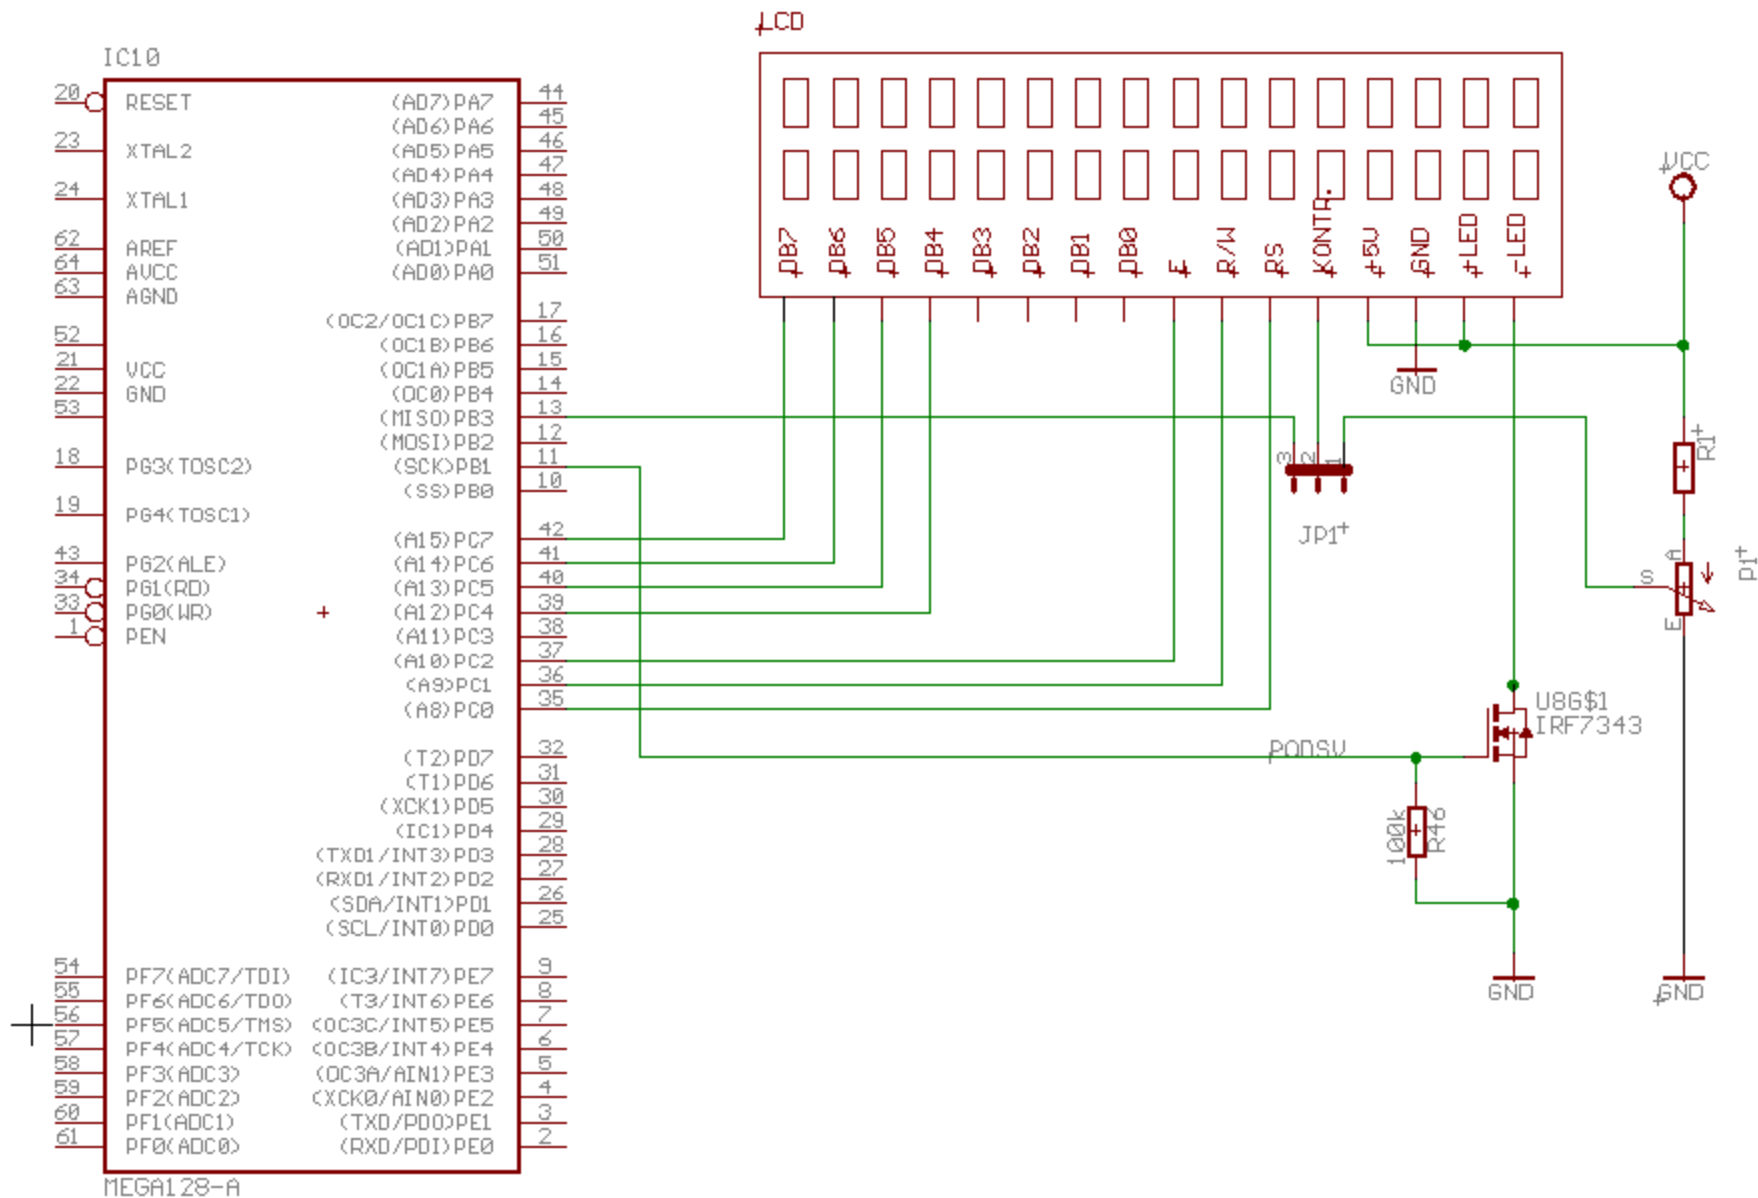 IC10
20 RESET
23 XTAL2
24 XTAL1
62 AREF
64 AVCC
63 AGND
52
21 VCC
22 GND
53
18 PG3(TOSC2)
19 PG4(TOSC1)
43 PG2(ALE)
34 PG1(RD)
33 PG0(WR)
1 PEN
54 PF7(ADC7/TDI)
55 PF6(ADC6/TDO)
56 PF5(ADC5/TMS)
57 PF4(ADC4/TCK)
58 PF3(ADC3)
59 PF2(ADC2)
60 PF1(ADC1)
61 PF0(ADC0)
(AD7)PA7 44
(AD6)PA6 45
(AD5)PA5 46
(AD4)PA4 47
(AD3)PA3 48
(AD2)PA2 49
(AD1)PA1 50
(AD0)PA0 51
(OC2/OC1C)PB7 17
(OC1B)PB6 16
(OC1A)PB5 15
(OC0)PB4 14
(MISO)PB3 13
(MOSI)PB2 12
(SCK)PB1 11
(SS)PB0 10
(A15)PC7 42
(A14)PC6 41
(A13)PC5 40
(A12)PC4 39
(A11)PC3 38
(A10)PC2 37
(A9)PC1 36
(A8)PC0 35
(T2)PD7 32
(T1)PD6 31
(XCK1)PD5 30
(IC1)PD4 29
(TXD1/INT3)PD3 28
(RXD1/INT2)PD2 27
(SDA/INT1)PD1 26
(SCL/INT0)PD0 25
(IC3/INT7)PE7 9
(T3/INT6)PE6 8
(OC3C/INT5)PE5 7
(OC3B/INT4)PE4 6
(OC3A/AIN1)PE3 5
(XCK0/AIN0)PE2 4
(TXD/PDO)PE1 3
(RXD/PDI)PE0 2
MEGA128-A
LCD
DB7
DB6
DB5
DB4
DB3
DB2
DB1
DB0
E
R/W
RS
KONTR.
+5V
GND
+LED
-LED
VCC
GND
3 2 1
JP1
R1
A
S
E
P1
U8G$1
IRF7343
PODSV
100k
R46
GND
GND